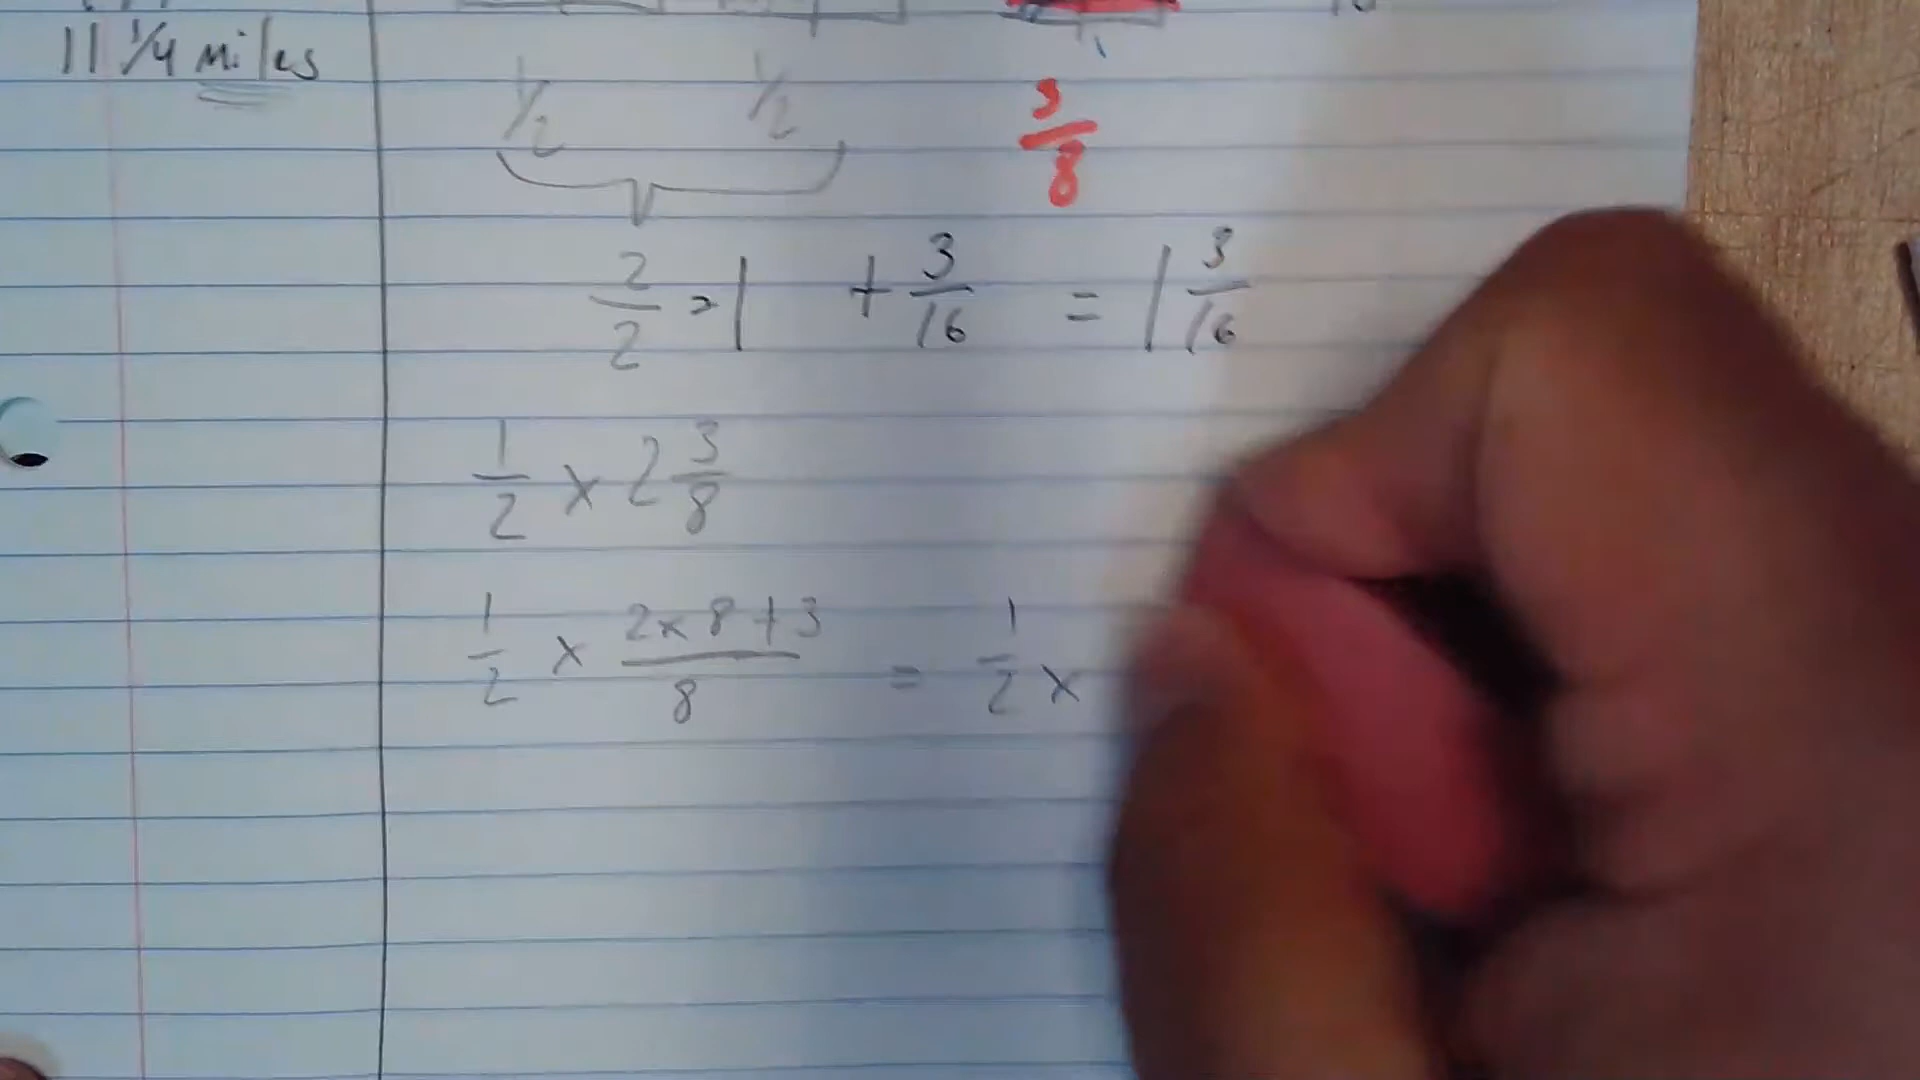 11 1/4 miles
1/2 1/2 3/8
2/2 = 1 + 3/16 = 1 3/16
1/2 x 2 3/8
1/2 x (2x8+3)/8 = 1/2 x